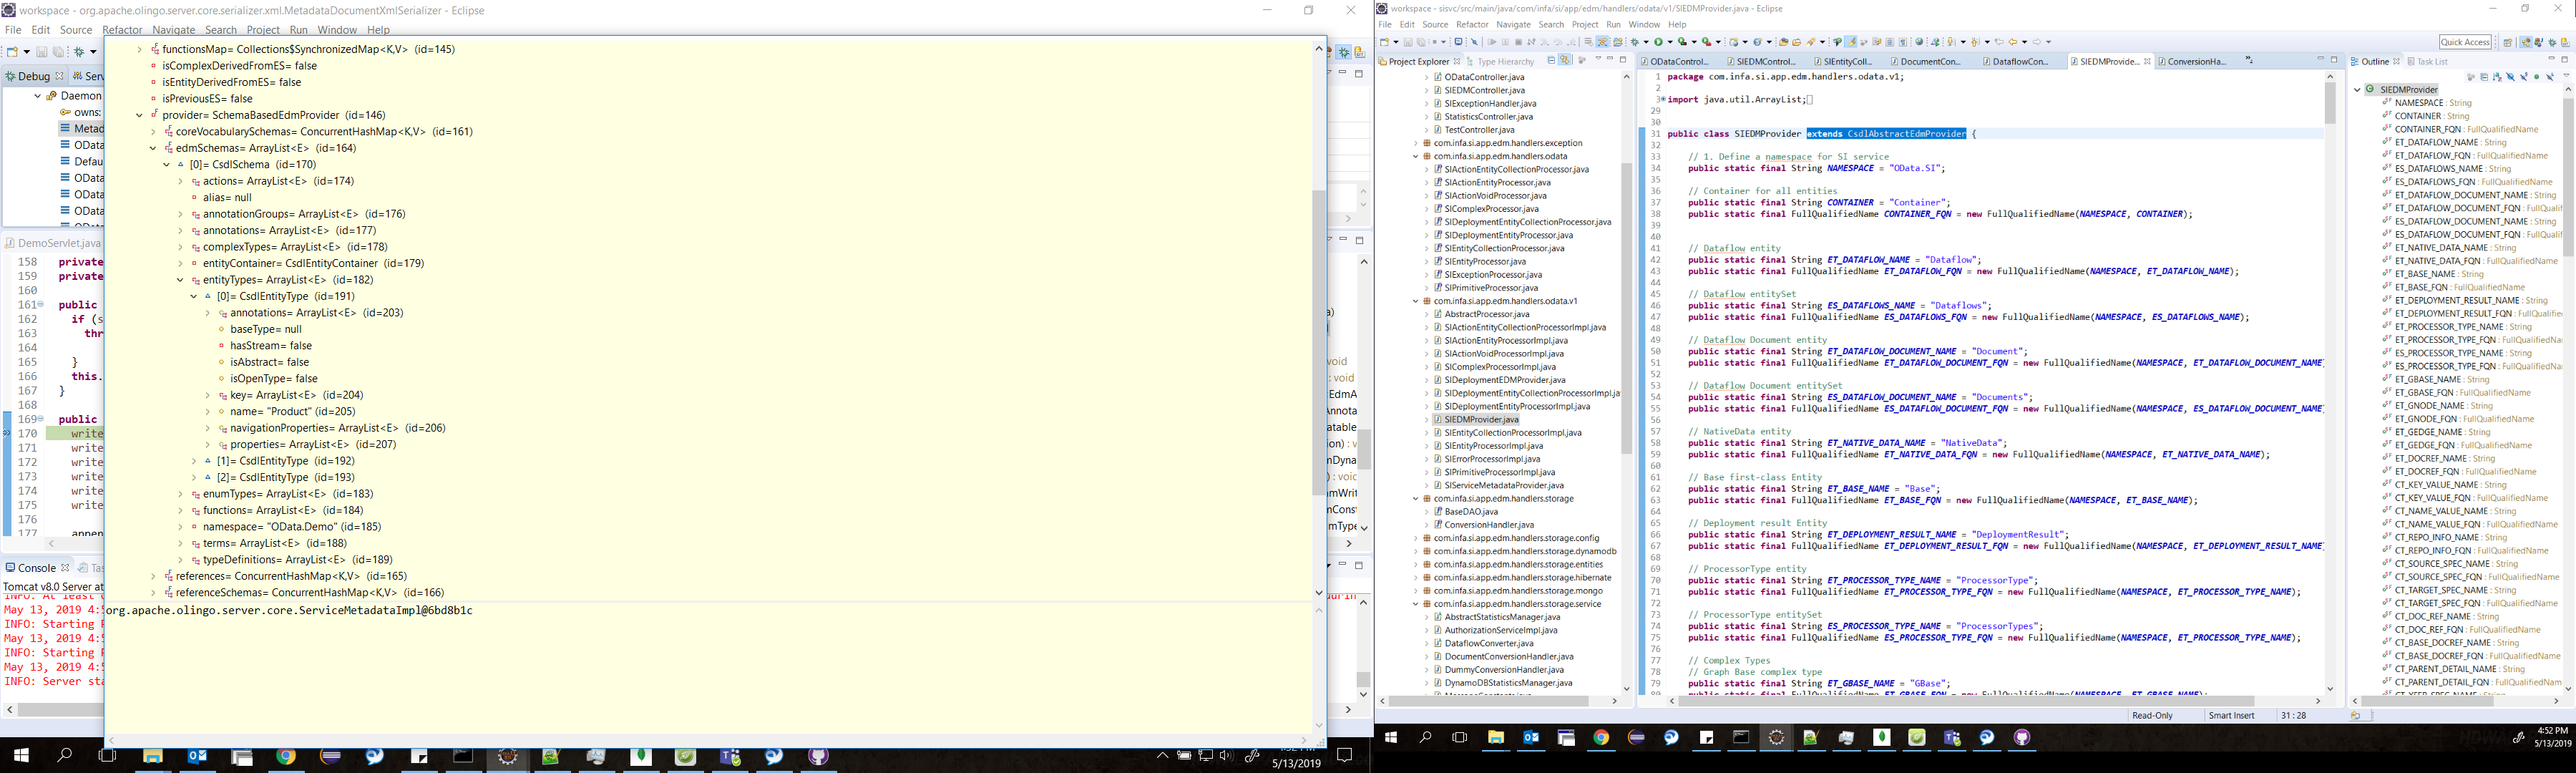 workspace - org.apache.olingo.server.core.serializer.xml.MetadataDocumentXmlSerializer - Eclipse
File Edit Source Refactor Navigate Search Project Run Window Help
Debug
Serv
Daemon
owns:
Metad
OData
Defau
OData
OData
OData
OData
functionsMap= Collections$SynchronizedMap<K,V> (id=145)
isComplexDerivedFromES= false
isEntityDerivedFromES= false
isPreviousES= false
provider= SchemaBasedEdmProvider (id=146)
coreVocabularySchemas= ConcurrentHashMap<K,V> (id=161)
edmSchemas= ArrayList<E> (id=164)
[0]= CsdlSchema (id=170)
actions= ArrayList<E> (id=174)
alias= null
annotationGroups= ArrayList<E> (id=176)
annotations= ArrayList<E> (id=177)
complexTypes= ArrayList<E> (id=178)
entityContainer= CsdlEntityContainer (id=179)
entityTypes= ArrayList<E> (id=182)
[0]= CsdlEntityType (id=191)
annotations= ArrayList<E> (id=203)
baseType= null
hasStream= false
isAbstract= false
isOpenType= false
key= ArrayList<E> (id=204)
name= "Product" (id=205)
navigationProperties= ArrayList<E> (id=206)
properties= ArrayList<E> (id=207)
[1]= CsdlEntityType (id=192)
[2]= CsdlEntityType (id=193)
enumTypes= ArrayList<E> (id=183)
functions= ArrayList<E> (id=184)
namespace= "OData.Demo" (id=185)
terms= ArrayList<E> (id=188)
typeDefinitions= ArrayList<E> (id=189)
references= ConcurrentHashMap<K,V> (id=165)
referenceSchemas= ConcurrentHashMap<K,V> (id=166)
org.apache.olingo.server.core.ServiceMetadataImpl@6bd8b1c
DemoServlet.java
158 private
159 private
160
161 public
162 if (s
163 thr
164
165 }
166 this.
167 }
168
169 public
170 write
171 write
172 write
173 write
174 write
175 write
176
177 appen
Console
Tas
Tomcat v8.0 Server at
INFO: At least o
May 13, 2019 4:5
INFO: Starting P
May 13, 2019 4:5
INFO: Starting P
May 13, 2019 4:5
INFO: Server sta
5/13/2019
workspace - sisvc/src/main/java/com/infa/si/app/edm/handlers/odata/v1/SIEDMProvider.java - Eclipse
File Edit Source Refactor Navigate Search Project Run Window Help
Quick Access
Project Explorer
Type Hierarchy
ODataController.java
SIEDMController.java
SIExceptionHandler.java
StatisticsController.java
TestController.java
com.infa.si.app.edm.handlers.exception
com.infa.si.app.edm.handlers.odata
SIActionEntityCollectionProcessor.java
SIActionEntityProcessor.java
SIActionVoidProcessor.java
SIComplexProcessor.java
SIDeploymentEntityCollectionProcessor.java
SIDeploymentEntityProcessor.java
SIEntityCollectionProcessor.java
SIEntityProcessor.java
SIExceptionProcessor.java
SIPrimitiveProcessor.java
com.infa.si.app.edm.handlers.odata.v1
AbstractProcessor.java
SIActionEntityCollectionProcessorImpl.java
SIActionEntityProcessorImpl.java
SIActionVoidProcessorImpl.java
SIComplexProcessorImpl.java
SIDeploymentEDMProvider.java
SIDeploymentEntityCollectionProcessorImpl.ja
SIDeploymentEntityProcessorImpl.java
SIEDMProvider.java
SIEntityCollectionProcessorImpl.java
SIEntityProcessorImpl.java
SIErrorProcessorImpl.java
SIPrimitiveProcessorImpl.java
SIServiceMetadataProvider.java
com.infa.si.app.edm.handlers.storage
BaseDAO.java
ConversionHandler.java
com.infa.si.app.edm.handlers.storage.config
com.infa.si.app.edm.handlers.storage.dynamodb
com.infa.si.app.edm.handlers.storage.entities
com.infa.si.app.edm.handlers.storage.hibernate
com.infa.si.app.edm.handlers.storage.mongo
com.infa.si.app.edm.handlers.storage.service
AbstractStatisticsManager.java
AuthorizationServiceImpl.java
DataflowConverter.java
DocumentConversionHandler.java
DummyConversionHandler.java
DynamoDBStatisticsManager.java
ODataControl... SIEDMControl... SIEntityColl... DocumentCon... DataflowCon... SIEDMProvide... ConversionHa...
1 package com.infa.si.app.edm.handlers.odata.v1;
2
3 import java.util.ArrayList;
29
30
31 public class SIEDMProvider extends CsdlAbstractEdmProvider {
32
33 // 1. Define a namespace for SI service
34 public static final String NAMESPACE = "OData.SI";
35
36 // Container for all entities
37 public static final String CONTAINER = "Container";
38 public static final FullQualifiedName CONTAINER_FQN = new FullQualifiedName(NAMESPACE, CONTAINER);
39
40
41 // Dataflow entity
42 public static final String ET_DATAFLOW_NAME = "Dataflow";
43 public static final FullQualifiedName ET_DATAFLOW_FQN = new FullQualifiedName(NAMESPACE, ET_DATAFLOW_NAME);
44
45 // Dataflow entitySet
46 public static final String ES_DATAFLOWS_NAME = "Dataflows";
47 public static final FullQualifiedName ES_DATAFLOWS_FQN = new FullQualifiedName(NAMESPACE, ES_DATAFLOWS_NAME);
48
49 // Dataflow Document entity
50 public static final String ET_DATAFLOW_DOCUMENT_NAME = "Document";
51 public static final FullQualifiedName ET_DATAFLOW_DOCUMENT_FQN = new FullQualifiedName(NAMESPACE, ET_DATAFLOW_DOCUMENT_NAME)
52
53 // Dataflow Document entitySet
54 public static final String ES_DATAFLOW_DOCUMENT_NAME = "Documents";
55 public static final FullQualifiedName ES_DATAFLOW_DOCUMENT_FQN = new FullQualifiedName(NAMESPACE, ES_DATAFLOW_DOCUMENT_NAME)
56
57 // NativeData entity
58 public static final String ET_NATIVE_DATA_NAME = "NativeData";
59 public static final FullQualifiedName ET_NATIVE_DATA_FQN = new FullQualifiedName(NAMESPACE, ET_NATIVE_DATA_NAME);
60
61 // Base first-class Entity
62 public static final String ET_BASE_NAME = "Base";
63 public static final FullQualifiedName ET_BASE_FQN = new FullQualifiedName(NAMESPACE, ET_BASE_NAME);
64
65 // Deployment result Entity
66 public static final String ET_DEPLOYMENT_RESULT_NAME = "DeploymentResult";
67 public static final FullQualifiedName ET_DEPLOYMENT_RESULT_FQN = new FullQualifiedName(NAMESPACE, ET_DEPLOYMENT_RESULT_NAME)
68
69 // ProcessorType entity
70 public static final String ET_PROCESSOR_TYPE_NAME = "ProcessorType";
71 public static final FullQualifiedName ET_PROCESSOR_TYPE_FQN = new FullQualifiedName(NAMESPACE, ET_PROCESSOR_TYPE_NAME);
72
73 // ProcessorType entitySet
74 public static final String ES_PROCESSOR_TYPE_NAME = "ProcessorTypes";
75 public static final FullQualifiedName ES_PROCESSOR_TYPE_FQN = new FullQualifiedName(NAMESPACE, ET_PROCESSOR_TYPE_NAME);
76
77 // Complex Types
78 // Graph Base complex type
79 public static final String ET_GBASE_NAME = "GBase";
80 public static final FullQualifiedName ET_GBASE_FQN = new FullQualifiedName(NAMESPACE, ET_GBASE_NAME);
Outline
Task List
SIEDMProvider
NAMESPACE : String
CONTAINER : String
CONTAINER_FQN : FullQualifiedName
ET_DATAFLOW_NAME : String
ET_DATAFLOW_FQN : FullQualifiedName
ES_DATAFLOWS_NAME : String
ES_DATAFLOWS_FQN : FullQualifiedName
ET_DATAFLOW_DOCUMENT_NAME : String
ET_DATAFLOW_DOCUMENT_FQN : FullQualifi
ES_DATAFLOW_DOCUMENT_NAME : String
ES_DATAFLOW_DOCUMENT_FQN : FullQualifi
ET_NATIVE_DATA_NAME : String
ET_NATIVE_DATA_FQN : FullQualifiedName
ET_BASE_NAME : String
ET_BASE_FQN : FullQualifiedName
ET_DEPLOYMENT_RESULT_NAME : String
ET_DEPLOYMENT_RESULT_FQN : FullQualifie
ET_PROCESSOR_TYPE_NAME : String
ET_PROCESSOR_TYPE_FQN : FullQualifiedNa
ES_PROCESSOR_TYPE_NAME : String
ES_PROCESSOR_TYPE_FQN : FullQualifiedNa
ET_GBASE_NAME : String
ET_GBASE_FQN : FullQualifiedName
ET_GNODE_NAME : String
ET_GNODE_FQN : FullQualifiedName
ET_GEDGE_NAME : String
ET_GEDGE_FQN : FullQualifiedName
ET_DOCREF_NAME : String
ET_DOCREF_FQN : FullQualifiedName
CT_KEY_VALUE_NAME : String
CT_KEY_VALUE_FQN : FullQualifiedName
CT_NAME_VALUE_NAME : String
CT_NAME_VALUE_FQN : FullQualifiedName
CT_REPO_INFO_NAME : String
CT_REPO_INFO_FQN : FullQualifiedName
CT_SOURCE_SPEC_NAME : String
CT_SOURCE_SPEC_FQN : FullQualifiedName
CT_TARGET_SPEC_NAME : String
CT_TARGET_SPEC_FQN : FullQualifiedName
CT_DOC_REF_NAME : String
CT_DOC_REF_FQN : FullQualifiedName
CT_BASE_DOCREF_NAME : String
CT_BASE_DOCREF_FQN : FullQualifiedName
CT_PARENT_DETAIL_NAME : String
CT_PARENT_DETAIL_FQN : FullQualifiedNam
Read-Only
Smart Insert
31 : 28
4:52 PM
5/13/2019